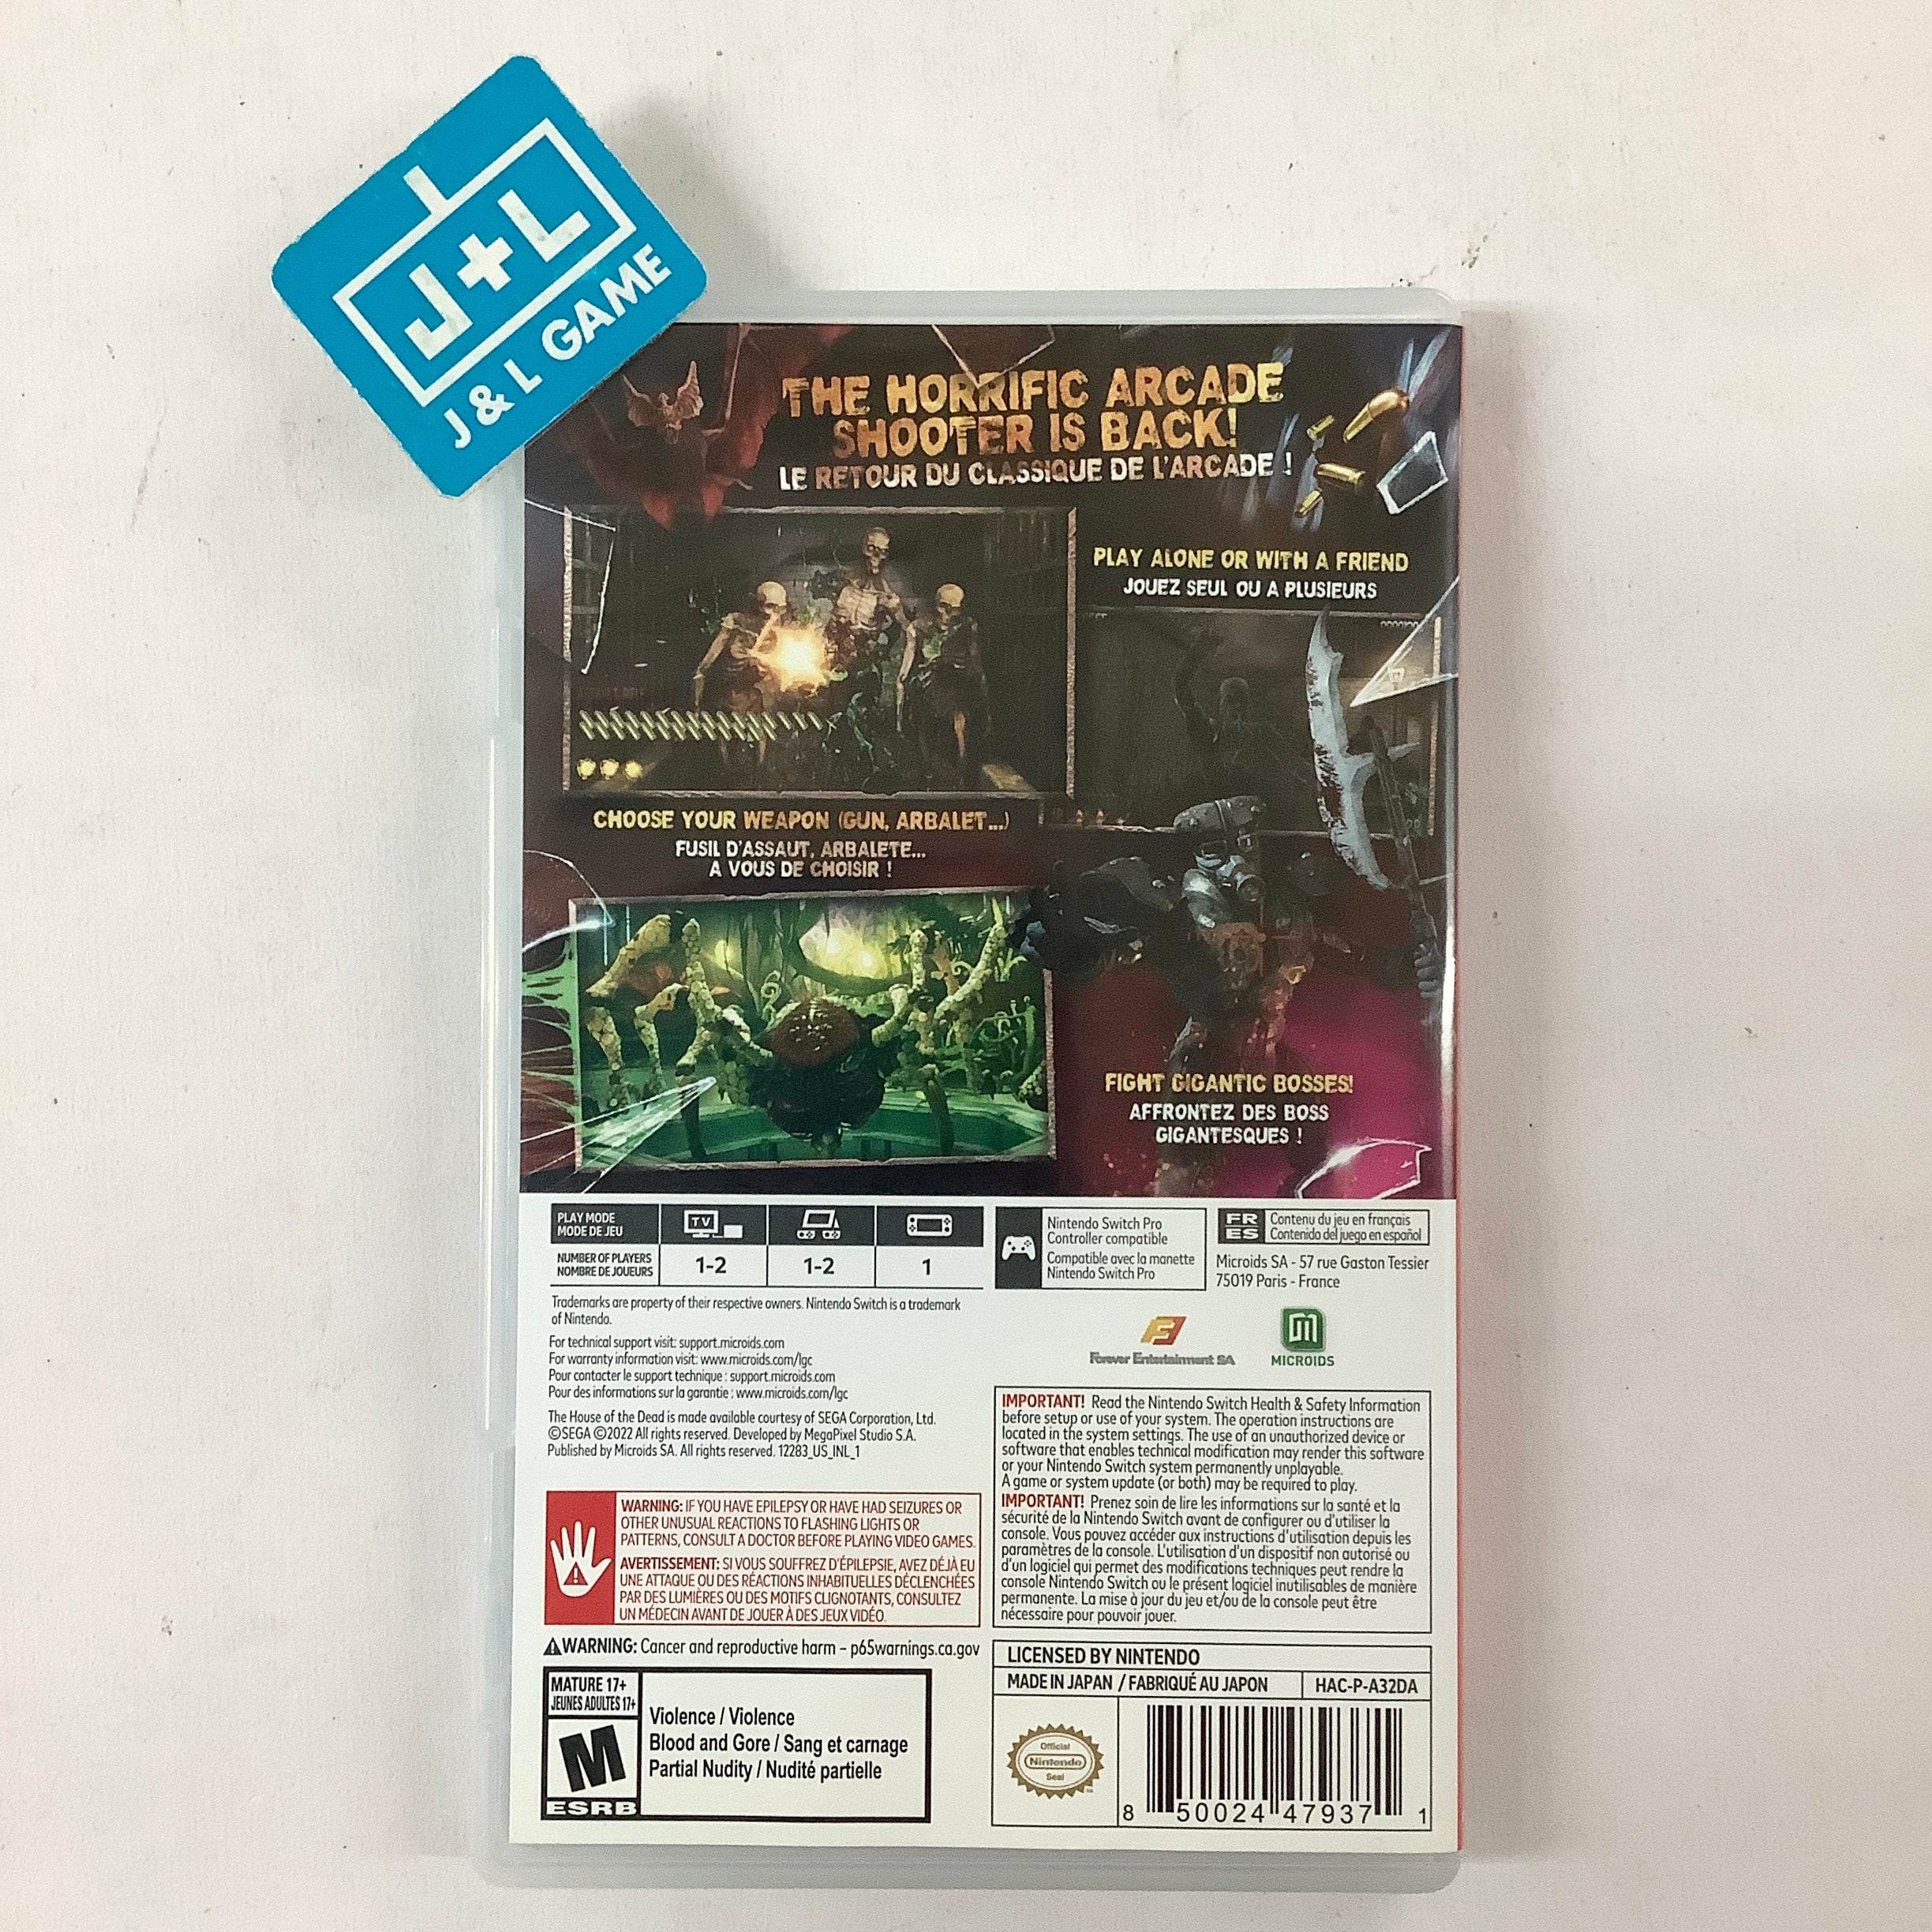 J+L
J & L GAME
THE HORRIFIC ARCADE
SHOOTER IS BACK!
LE RETOUR DU CLASSIQUE DE L'ARCADE !
PLAY ALONE OR WITH A FRIEND
JOUEZ SEUL OU A PLUSIEURS
CHOOSE YOUR WEAPON (GUN, ARBALET...)
FUSIL D'ASSAUT, ARBALETE...
A VOUS DE CHOISIR !
FIGHT GIGANTIC BOSSES!
AFFRONTEZ DES BOSS
GIGANTESQUES !
PLAY MODE
MODE DE JEU
TV
NUMBER OF PLAYERS
NOMBRE DE JOUEURS
1-2
1-2
1
Nintendo Switch Pro
Controller compatible
Compatible avec la manette
Nintendo Switch Pro
FR
ES
Contenu du jeu en français
Contenido del juego en español
Microids SA - 57 rue Gaston Tessier
75019 Paris - France
Trademarks are property of their respective owners. Nintendo Switch is a trademark
of Nintendo.
For technical support visit: support.microids.com
For warranty information visit: www.microids.com/lgc
Pour contacter le support technique : support.microids.com
Pour des informations sur la garantie : www.microids.com/lgc
The House of the Dead is made available courtesy of SEGA Corporation, Ltd.
©SEGA ©2022 All rights reserved. Developed by MegaPixel Studio S.A.
Published by Microids SA. All rights reserved. 12283_US_INL_1
Forever Entertainment SA
MICROIDS
IMPORTANT! Read the Nintendo Switch Health & Safety Information
before setup or use of your system. The operation instructions are
located in the system settings. The use of an unauthorized device or
software that enables technical modification may render this software
or your Nintendo Switch system permanently unplayable.
A game or system update (or both) may be required to play.
IMPORTANT! Prenez soin de lire les informations sur la santé et la
sécurité de la Nintendo Switch avant de configurer ou d'utiliser la
console. Vous pouvez accéder aux instructions d'utilisation depuis les
paramètres de la console. L'utilisation d'un dispositif non autorisé ou
d'un logiciel qui permet des modifications techniques peut rendre la
console Nintendo Switch ou le présent logiciel inutilisables de manière
permanente. La mise à jour du jeu et/ou de la console peut être
nécessaire pour pouvoir jouer.
WARNING: IF YOU HAVE EPILEPSY OR HAVE HAD SEIZURES OR
OTHER UNUSUAL REACTIONS TO FLASHING LIGHTS OR
PATTERNS, CONSULT A DOCTOR BEFORE PLAYING VIDEO GAMES.
AVERTISSEMENT: SI VOUS SOUFFREZ D'ÉPILEPSIE, AVEZ DÉJÀ EU
UNE ATTAQUE OU DES RÉACTIONS INHABITUELLES DÉCLENCHÉES
PAR DES LUMIÈRES OU DES MOTIFS CLIGNOTANTS, CONSULTEZ
UN MÉDECIN AVANT DE JOUER À DES JEUX VIDÉO.
WARNING: Cancer and reproductive harm – p65warnings.ca.gov
MATURE 17+
JEUNES ADULTES 17+
M
ESRB
Violence / Violence
Blood and Gore / Sang et carnage
Partial Nudity / Nudité partielle
LICENSED BY NINTENDO
MADE IN JAPAN / FABRIQUÉ AU JAPON
HAC-P-A32DA
Official
Nintendo
Seal
8 50024 47937 1